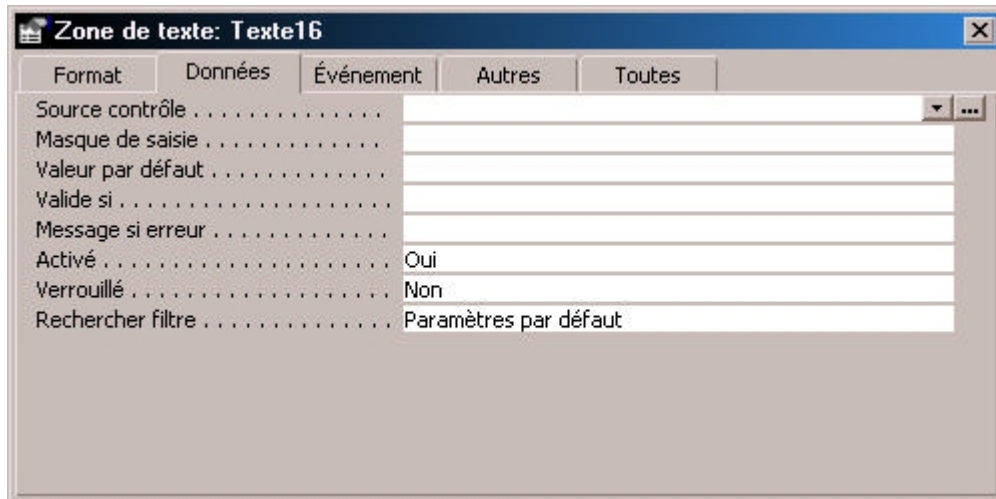 Zone de texte: Texte16
Format Données Événement Autres Toutes
Source contrôle . . . . . . . . . . . . . . ...
Masque de saisie . . . . . . . . . . . . .
Valeur par défaut . . . . . . . . . . . . .
Valide si . . . . . . . . . . . . . . . . . . . . .
Message si erreur . . . . . . . . . . . . .
Activé . . . . . . . . . . . . . . . . . . . . . . Oui
Verrouillé . . . . . . . . . . . . . . . . . . . Non
Rechercher filtre . . . . . . . . . . . . . . Paramètres par défaut